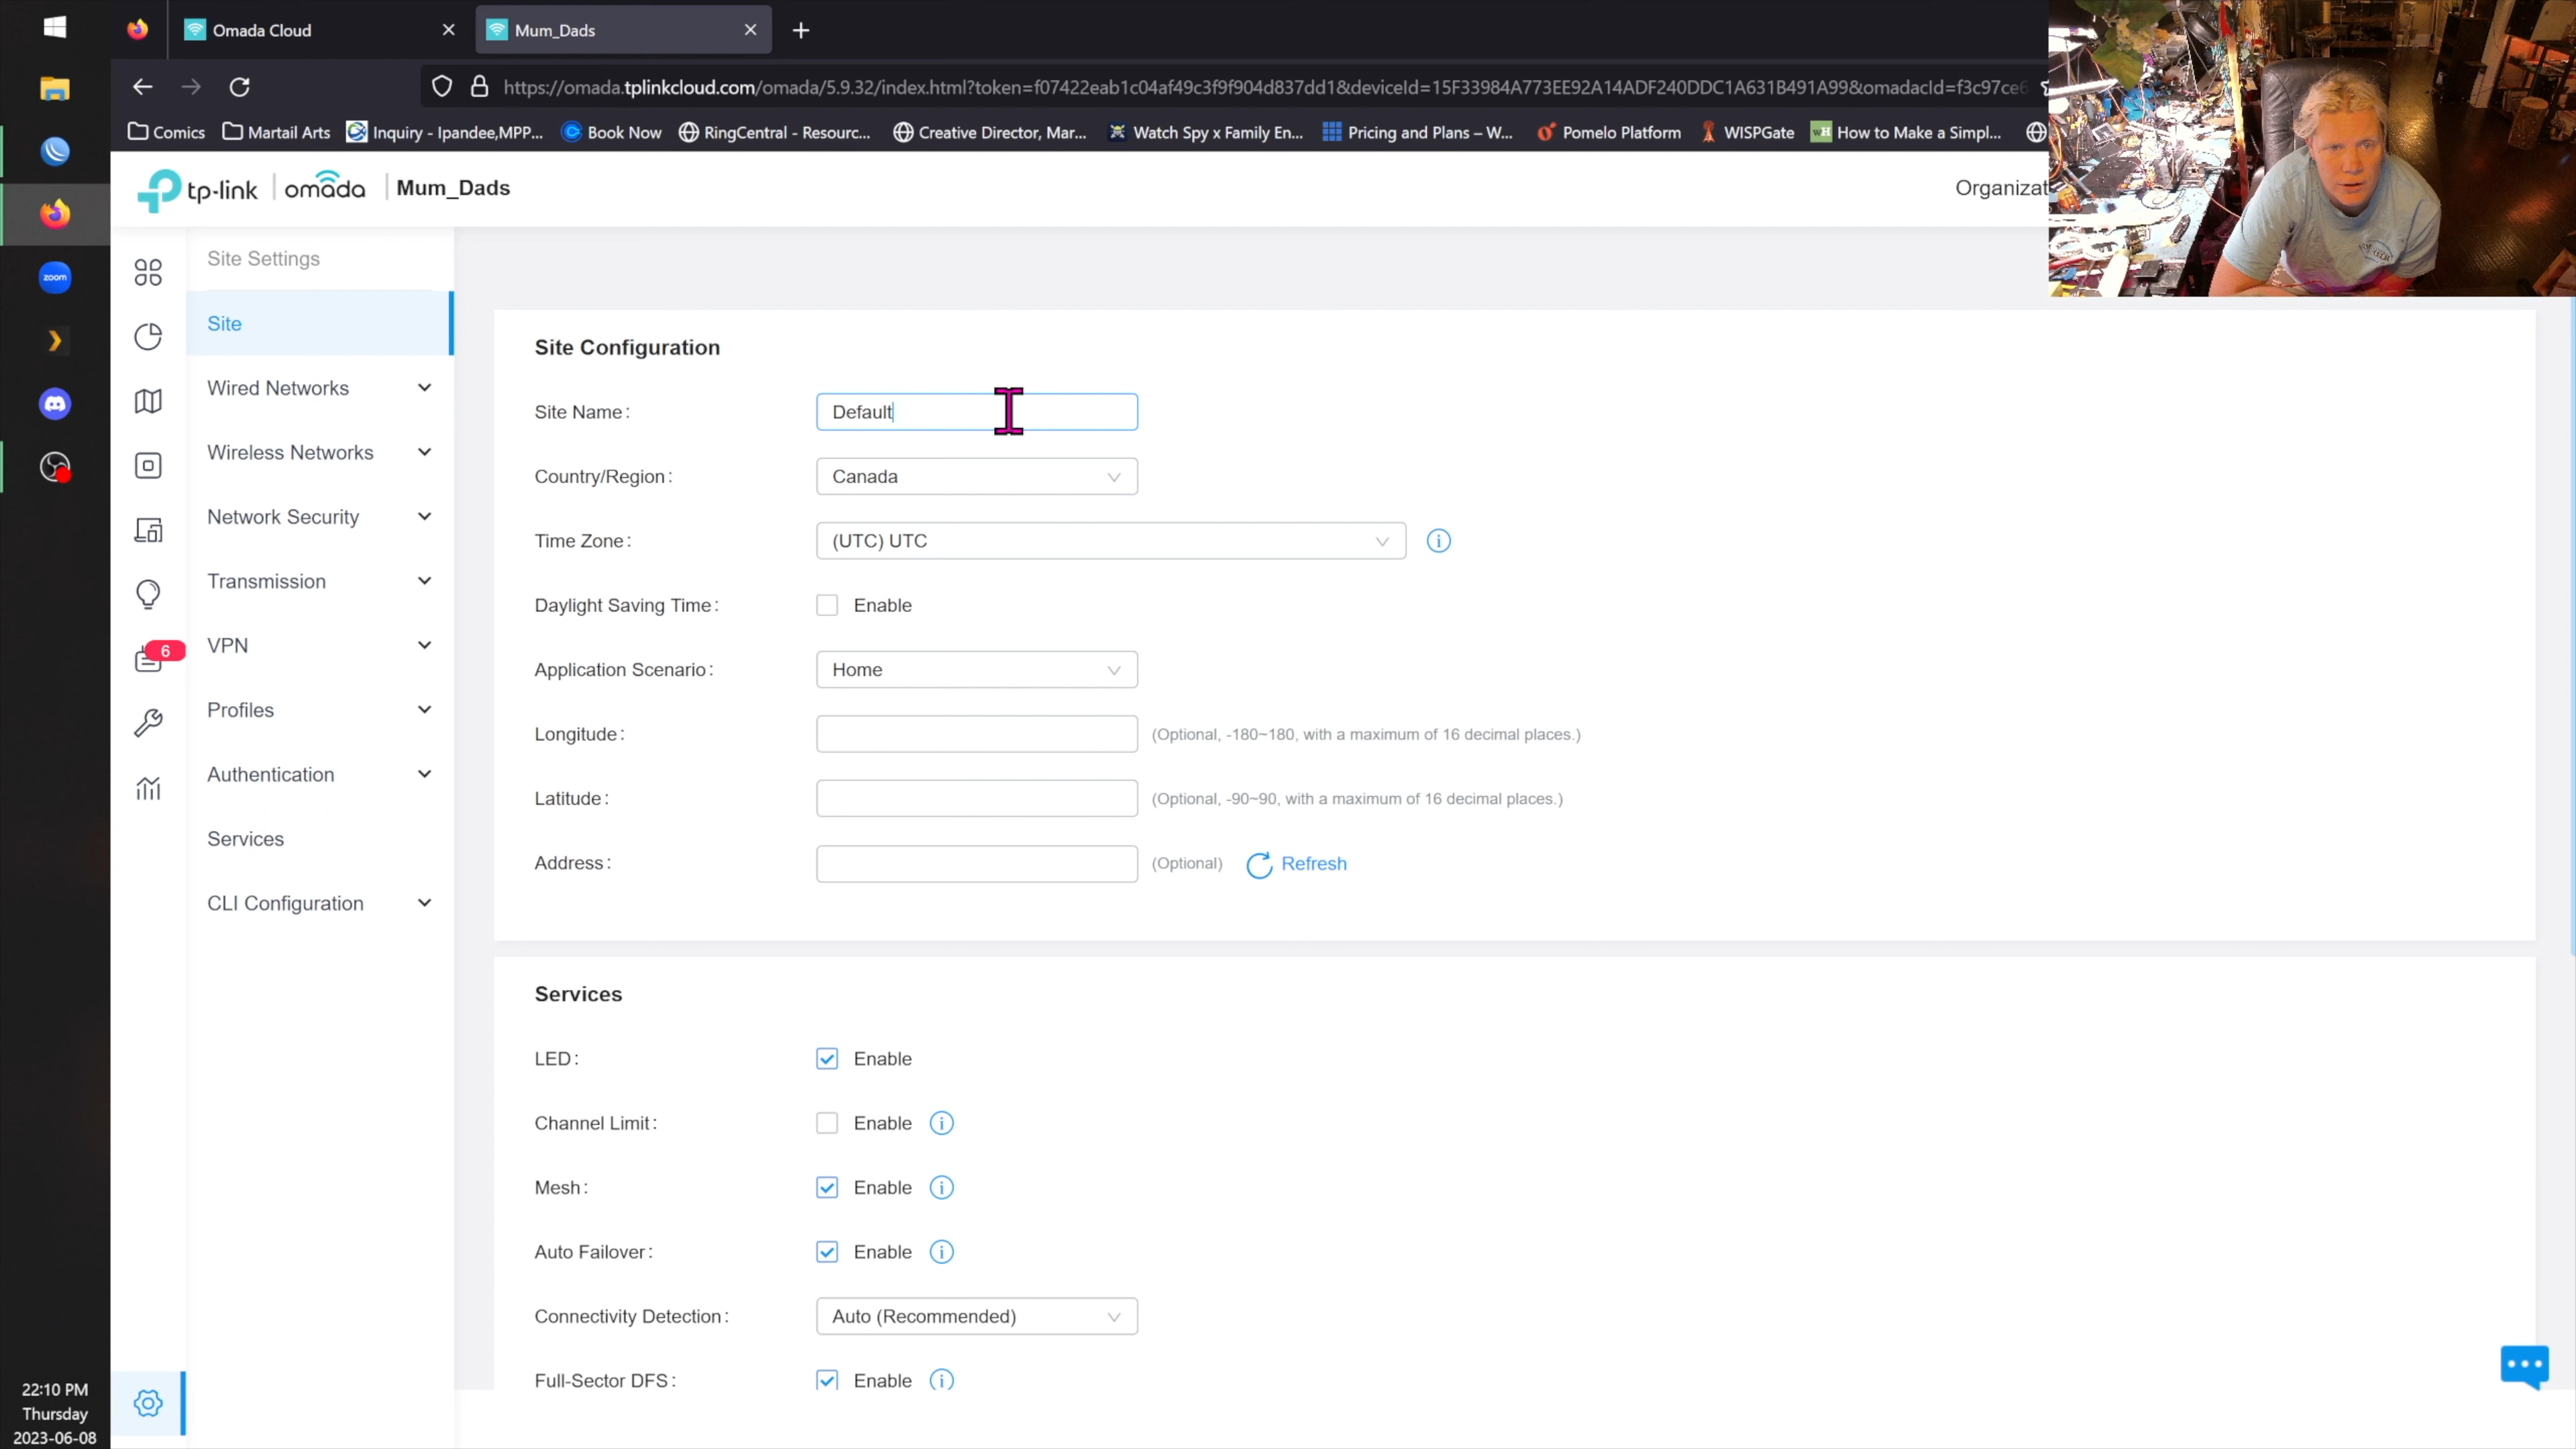 Omada Cloud
Mum_Dads
https://omada.tplinkcloud.com/omada/5.9.32/index.html?token=f07422eab1c04af49c3f9f904d837dd1&deviceId=15F33984A773EE92A14ADF240DDC1A631B491A99&omadacId=f3c97ce6
Comics Martail Arts Inquiry - Ipandee,MPP... Book Now RingCentral - Resourc... Creative Director, Mar... Watch Spy x Family En... Pricing and Plans – W... Pomelo Platform WISPGate How to Make a Simpl...
tp-link omada Mum_Dads
Organizat
Site Settings
Site
Wired Networks
Wireless Networks
Network Security
Transmission
VPN
Profiles
Authentication
Services
CLI Configuration
6
zoom
Site Configuration
Site Name: Default
Country/Region: Canada
Time Zone: (UTC) UTC
Daylight Saving Time: Enable
Application Scenario: Home
Longitude: (Optional, -180~180, with a maximum of 16 decimal places.)
Latitude: (Optional, -90~90, with a maximum of 16 decimal places.)
Address: (Optional) Refresh
Services
LED: Enable
Channel Limit: Enable
Mesh: Enable
Auto Failover: Enable
Connectivity Detection: Auto (Recommended)
Full-Sector DFS: Enable
22:10 PM
Thursday
2023-06-08